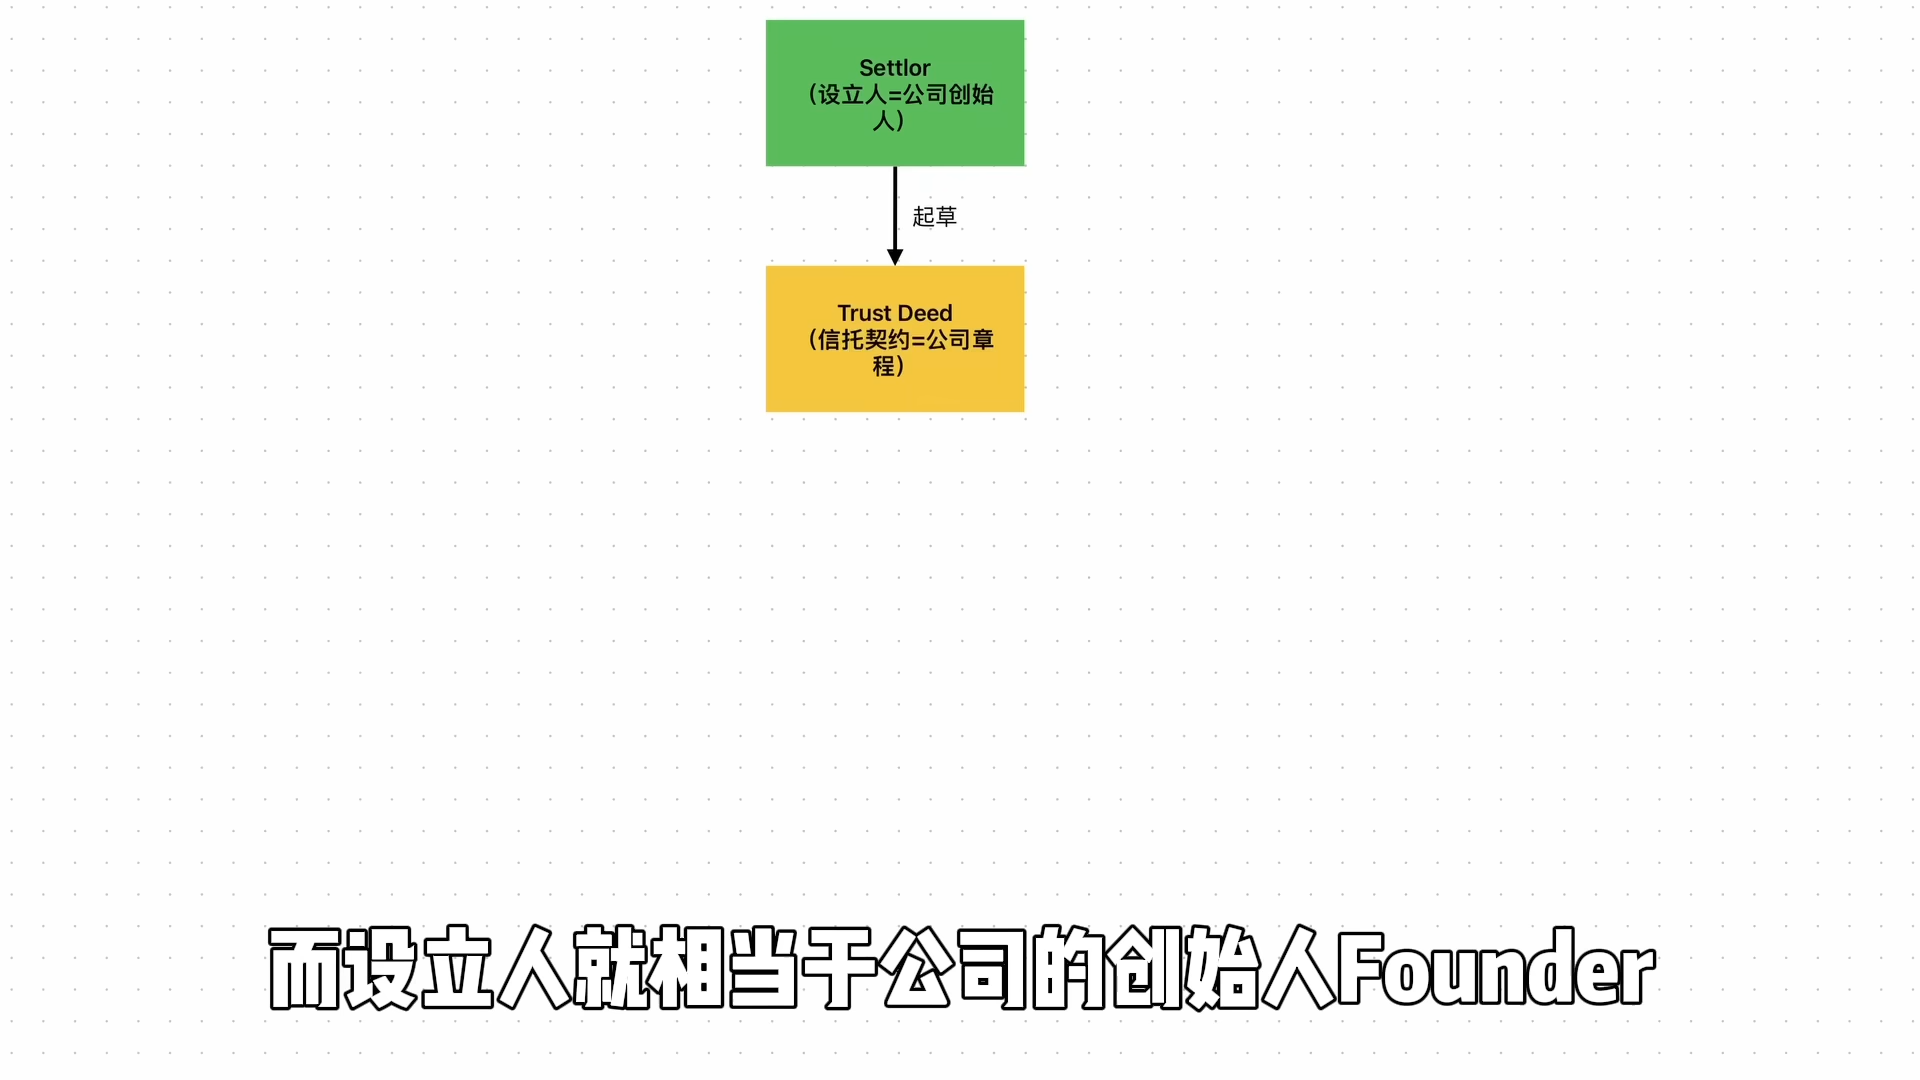 Settlor
（设立人=公司创始
人）
起草
Trust Deed
（信托契约=公司章
程）
而设立人就相当于公司的创始人Founder